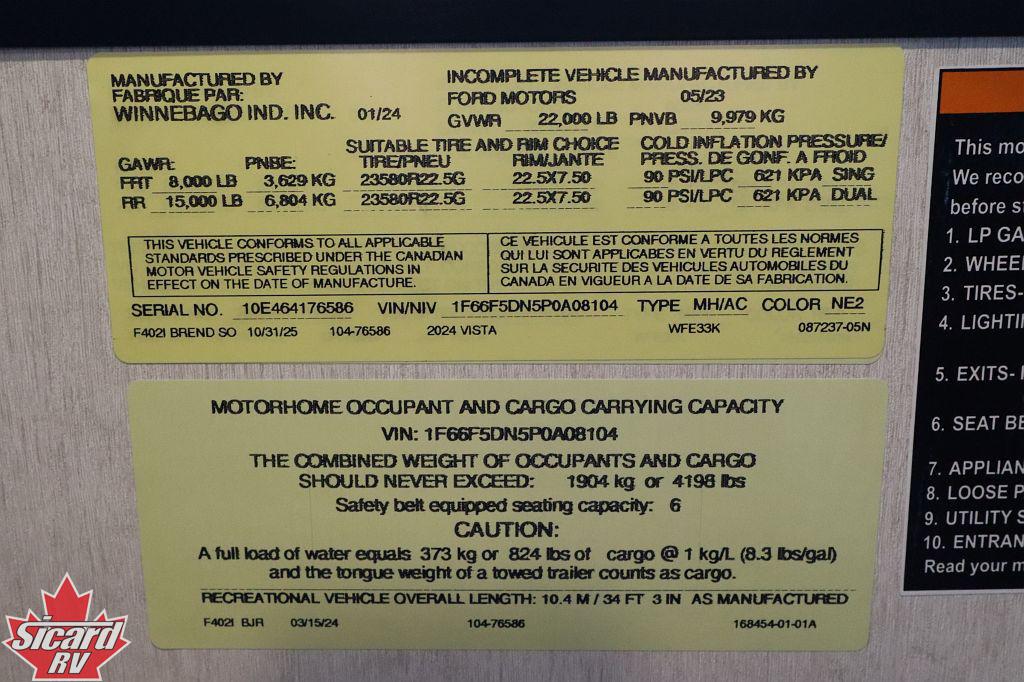 MANUFACTURED BY
FABRIQUE PAR:
WINNEBAGO IND. INC. 01/24
INCOMPLETE VEHICLE MANUFACTURED BY
FORD MOTORS 05/23
GVWR 22,000 LB PNVB 9,979 KG
SUITABLE TIRE AND RIM CHOICE COLD INFLATION PRESSURE/
GAWR: PNBE: TIRE/PNEU RIM/JANTE PRESS. DE GONF. A FROID
FRT 8,000 LB 3,629 KG 23580R22.5G 22.5X7.50 90 PSI/LPC 621 KPA SING
RR 15,000 LB 6,804 KG 23580R22.5G 22.5X7.50 90 PSI/LPC 621 KPA DUAL
THIS VEHICLE CONFORMS TO ALL APPLICABLE
STANDARDS PRESCRIBED UNDER THE CANADIAN
MOTOR VEHICLE SAFETY REGULATIONS IN
EFFECT ON THE DATE OF MANUFACTURE.
CE VEHICULE EST CONFORME A TOUTES LES NORMES
QUI LUI SONT APPLICABES EN VERTU DU REGLEMENT
SUR LA SECURITE DES VEHICULES AUTOMOBILES DU
CANADA EN VIGUEUR A LA DATE DE SA FABRICATION.
SERIAL NO. 10E464176586 VIN/NIV 1F66F5DN5P0A08104 TYPE MH/AC COLOR NE2
F402I BREND SO 10/31/25 104-76586 2024 VISTA WFE33K 087237-05N
MOTORHOME OCCUPANT AND CARGO CARRYING CAPACITY
VIN: 1F66F5DN5P0A08104
THE COMBINED WEIGHT OF OCCUPANTS AND CARGO
SHOULD NEVER EXCEED: 1904 kg or 4198 lbs
Safety belt equipped seating capacity: 6
CAUTION:
A full load of water equals 373 kg or 824 lbs of cargo @ 1 kg/L (8.3 lbs/gal)
and the tongue weight of a towed trailer counts as cargo.
RECREATIONAL VEHICLE OVERALL LENGTH: 10.4 M / 34 FT 3 IN AS MANUFACTURED
F402I BJR 03/15/24 104-76586 168454-01-01A
This mo
We reco
before st
1. LP GA
2. WHEEL
3. TIRES-
4. LIGHTI
5. EXITS-
6. SEAT BE
7. APPLIAN
8. LOOSE P
9. UTILITY S
10. ENTRAN
Read your m
Sicard
RV